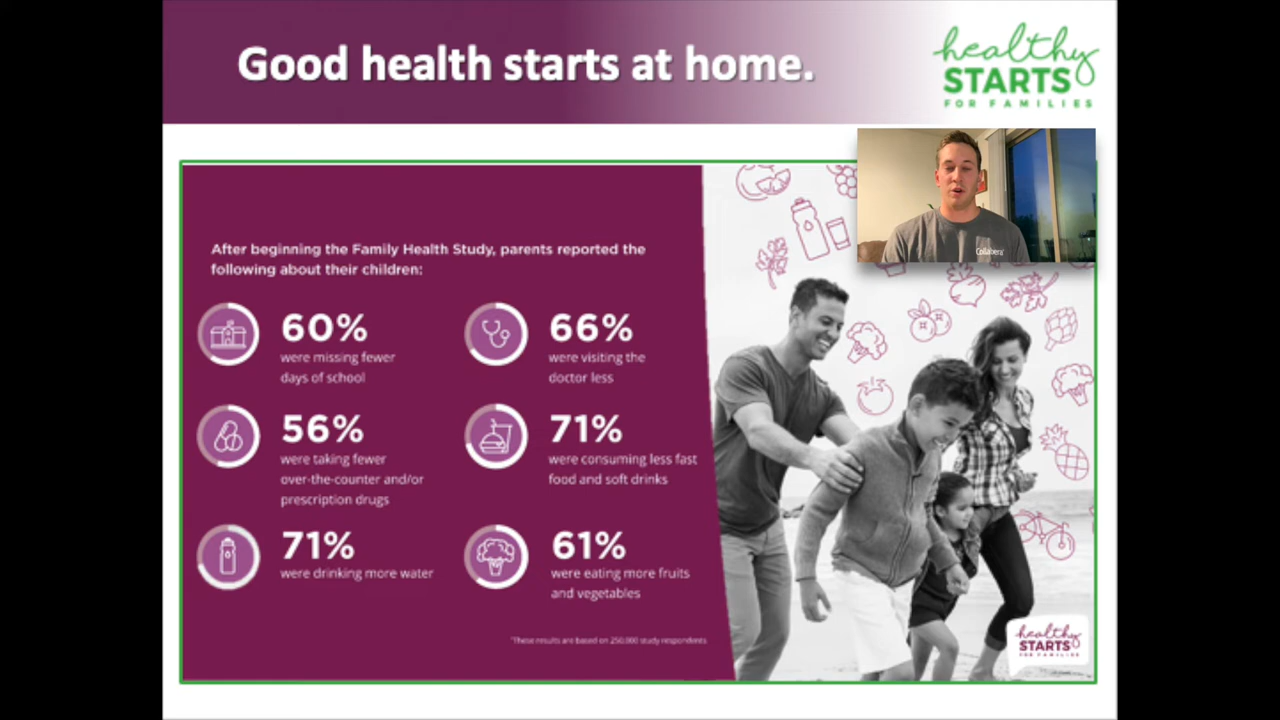 Good health starts at home.
healthy
STARTS
FOR FAMILIES
Collabera
After beginning the Family Health Study, parents reported the
following about their children:
60%
were missing fewer
days of school
66%
were visiting the
doctor less
56%
were taking fewer
over-the-counter and/or
prescription drugs
71%
were consuming less fast
food and soft drinks
71%
were drinking more water
61%
were eating more fruits
and vegetables
*These results are based on 250,000 study respondents
healthy
STARTS
FOR FAMILIES